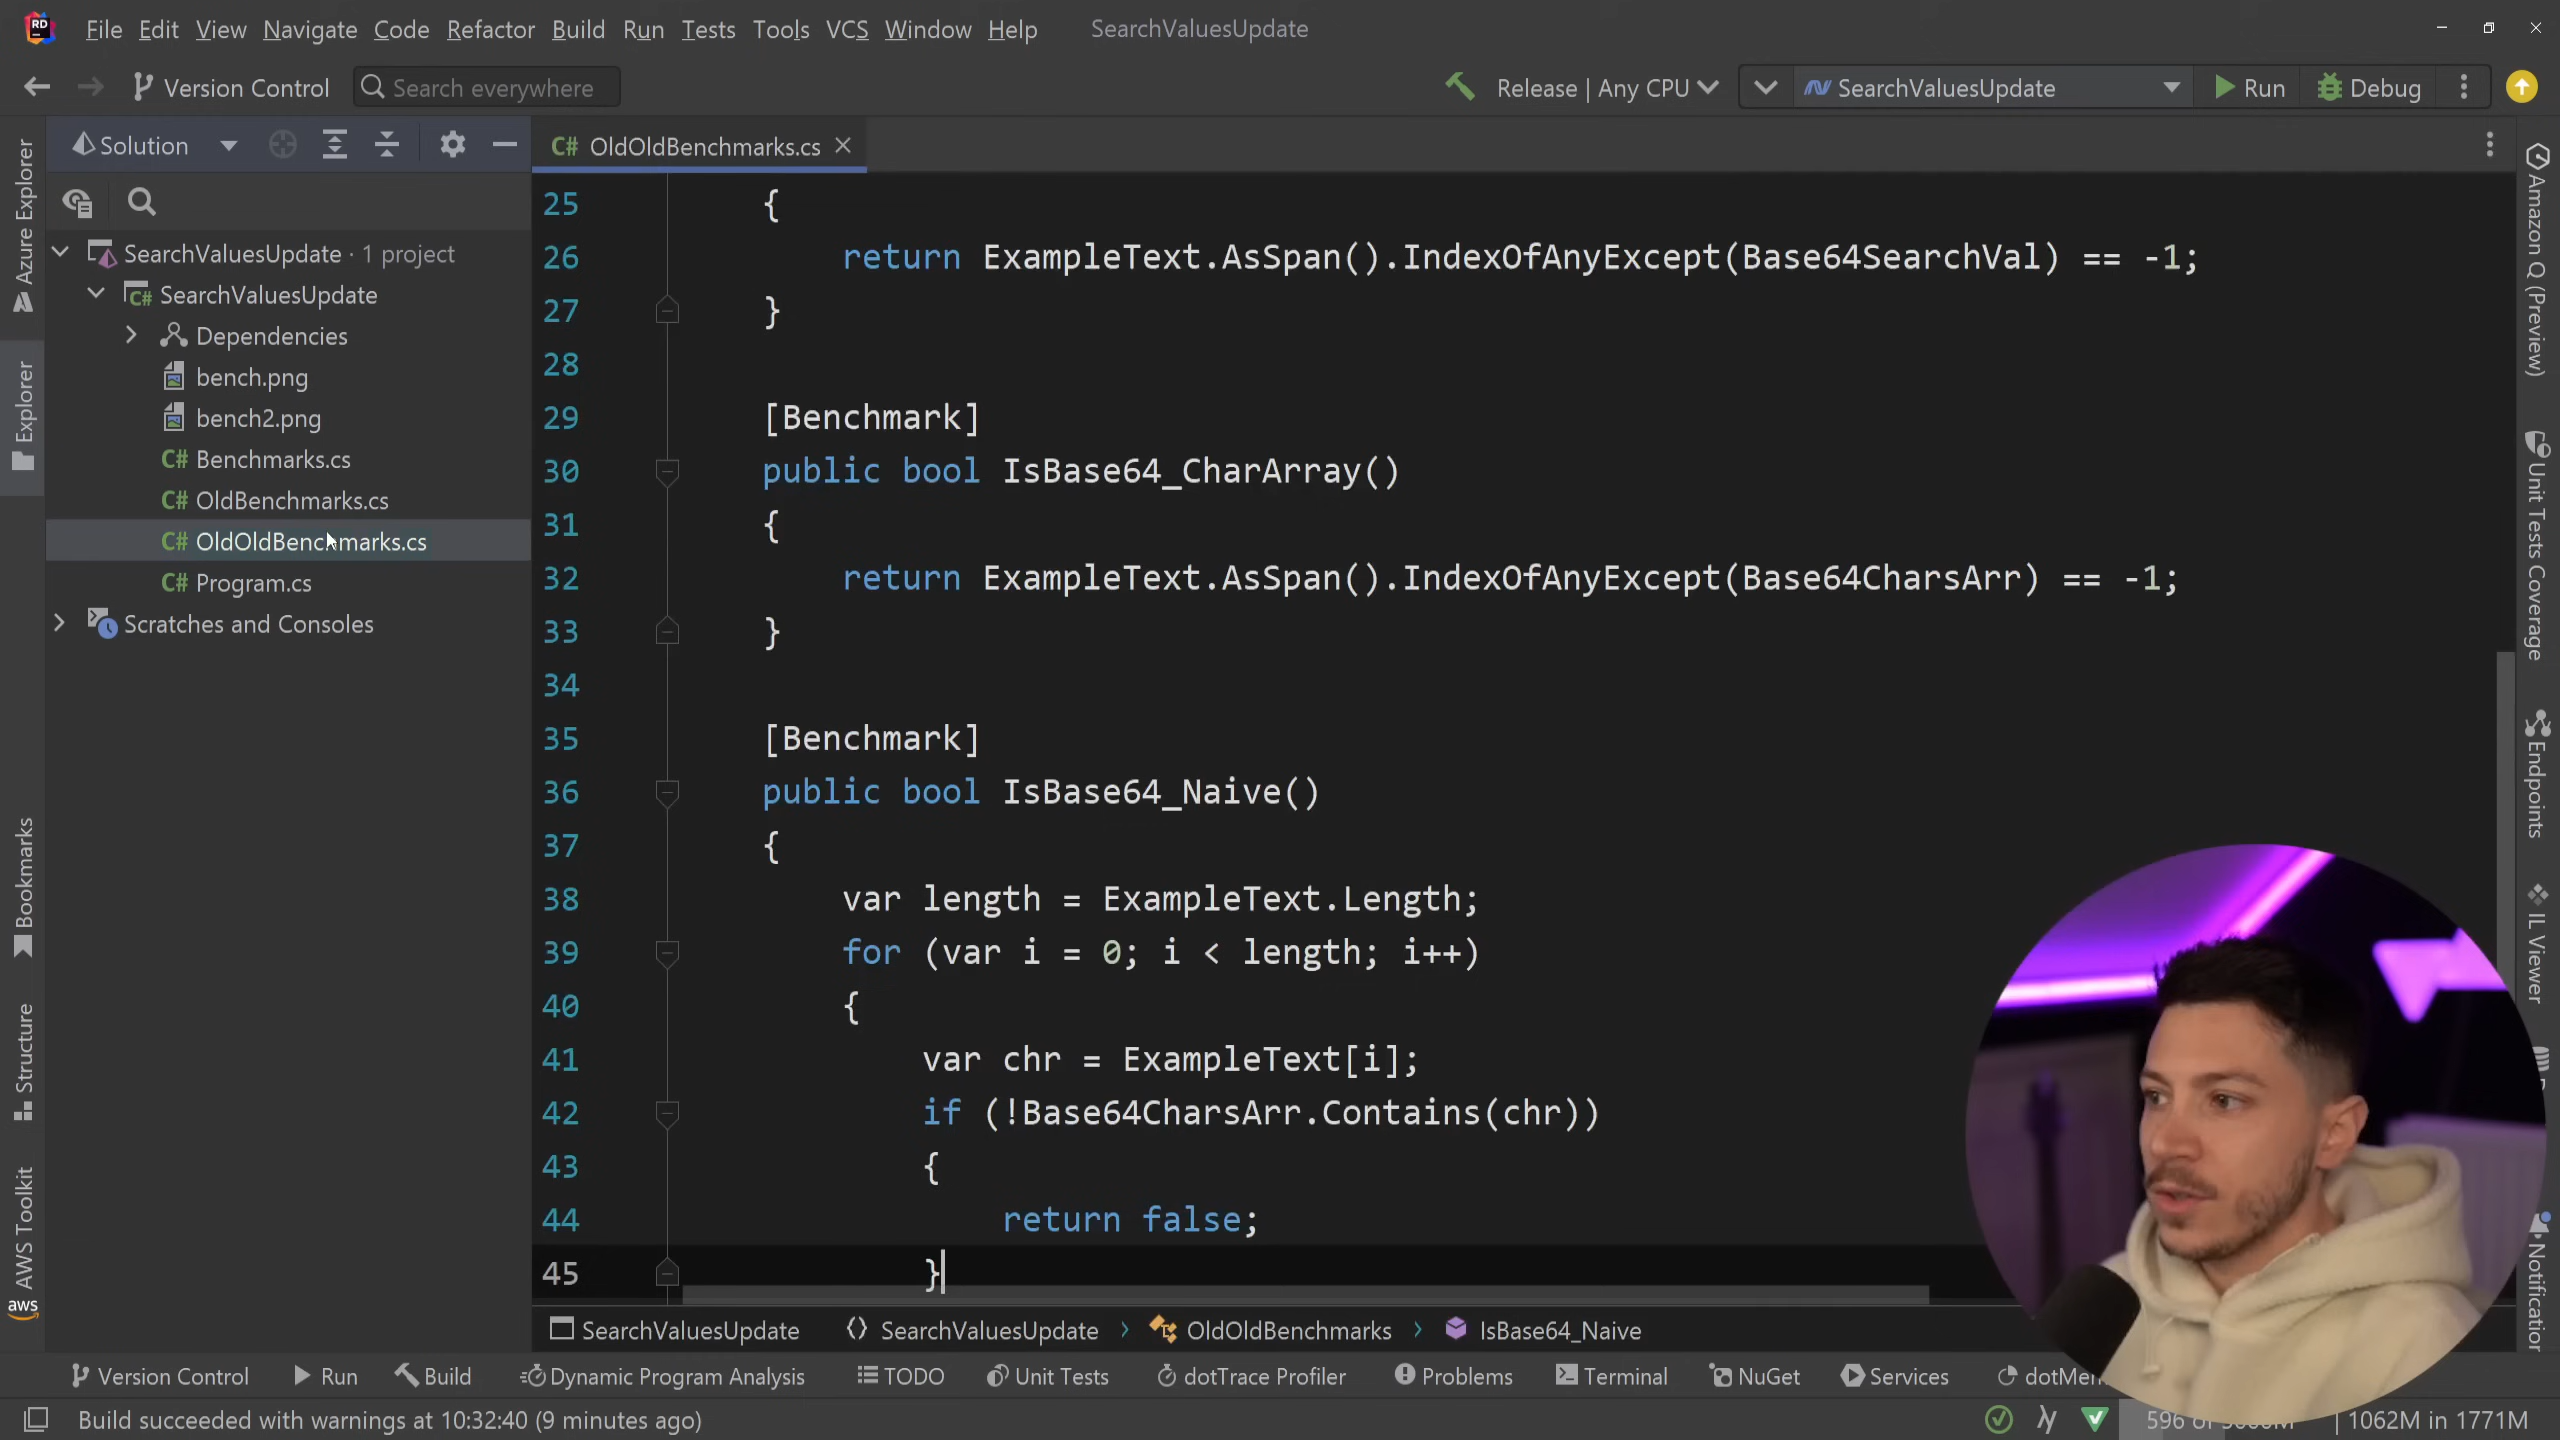 File Edit View Navigate Code Refactor Build Run Tests Tools VCS Window Help SearchValuesUpdate
Version Control Search everywhere Release | Any CPU SearchValuesUpdate Run Debug
Solution
C# OldOldBenchmarks.cs
SearchValuesUpdate · 1 project
SearchValuesUpdate
Dependencies
bench.png
bench2.png
C# Benchmarks.cs
C# OldBenchmarks.cs
C# OldOldBenchmarks.cs
C# Program.cs
Scratches and Consoles
Azure Explorer
Explorer
Bookmarks
Structure
AWS Toolkit
aws
25 {
26 return ExampleText.AsSpan().IndexOfAnyExcept(Base64SearchVal) == -1;
27 }
28
29 [Benchmark]
30 public bool IsBase64_CharArray()
31 {
32 return ExampleText.AsSpan().IndexOfAnyExcept(Base64CharsArr) == -1;
33 }
34
35 [Benchmark]
36 public bool IsBase64_Naive()
37 {
38 var length = ExampleText.Length;
39 for (var i = 0; i < length; i++)
40 {
41 var chr = ExampleText[i];
42 if (!Base64CharsArr.Contains(chr))
43 {
44 return false;
45 }
Amazon Q (Preview)
Unit Tests Coverage
Endpoints
IL Viewer
Notification
SearchValuesUpdate SearchValuesUpdate OldOldBenchmarks IsBase64_Naive
Version Control Run Build Dynamic Program Analysis TODO Unit Tests dotTrace Profiler Problems Terminal NuGet Services
Build succeeded with warnings at 10:32:40 (9 minutes ago) 596 1062M in 1771M